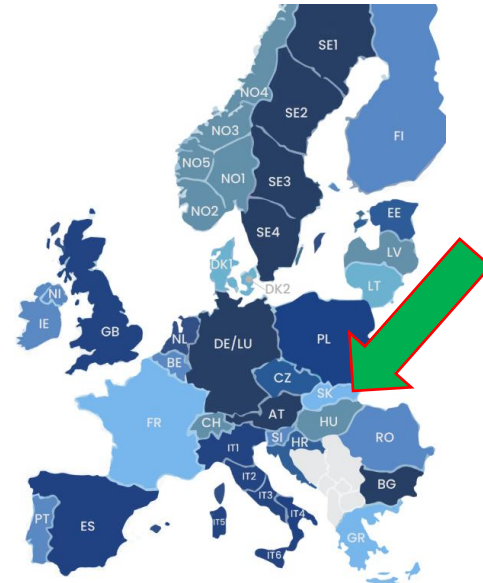 SE1
NO4
SE2
NO3
FI
NO5
NO1
SE3
NO2
EE
SE4
LV
DK1
LT
DK2
NI
IE
GB
NL
DE/LU
PL
BE
CZ
SK
FR
CH
AT
HU
SI
HR
RO
IT1
IT2
BG
IT3
PT
ES
IT5
IT4
GR
IT6